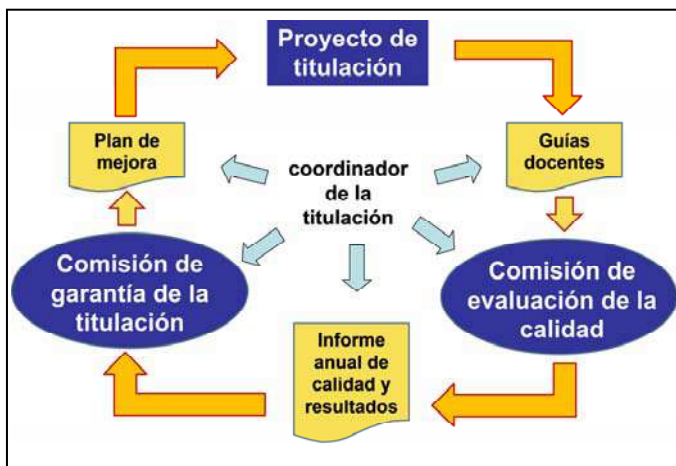 Proyecto de
titulación
Plan de
mejora
Guías
docentes
coordinador
de la
titulación
Comisión de
garantía de la
titulación
Comisión de
evaluación de la
calidad
Informe
anual de
calidad y
resultados